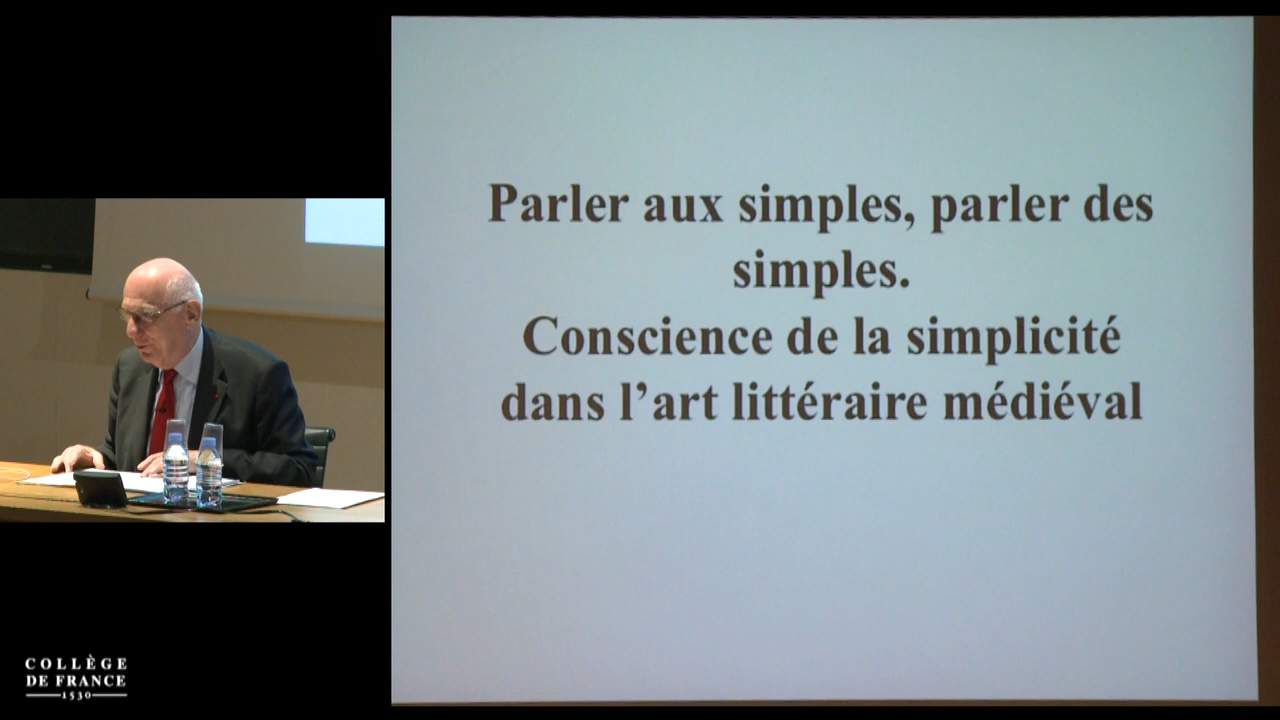 Parler aux simples, parler des
simples.
Conscience de la simplicité
dans l’art littéraire médiéval
COLLÈGE
DE FRANCE
1530